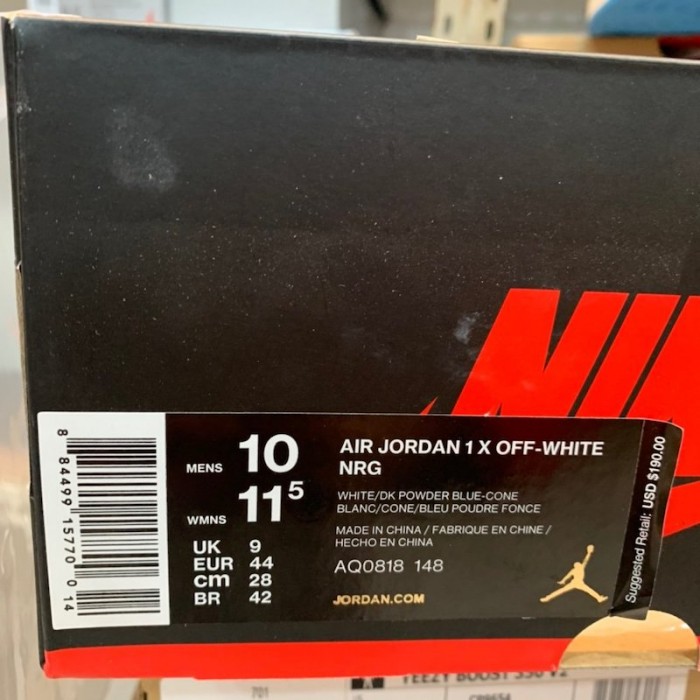 NIK
8 84499 15770 0 14
MENS 10
WMNS 11⁵
UK 9
EUR 44
cm 28
BR 42
AIR JORDAN 1 X OFF-WHITE
NRG
WHITE/DK POWDER BLUE-CONE
BLANC/CONE/BLEU POUDRE FONCE
MADE IN CHINA / FABRIQUE EN CHINE /
HECHO EN CHINA
AQ0818 148
JORDAN.COM
Suggested Retail: USD $190.00
701
YEEZY BOOST 350 V2